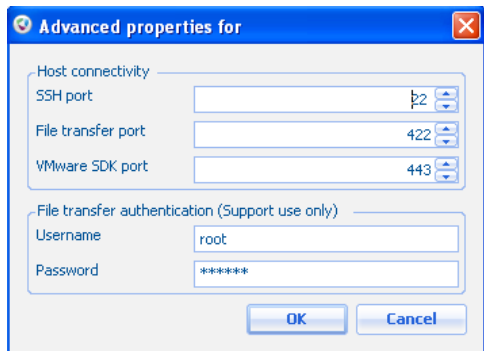 Advanced properties for
Host connectivity
SSH port 22
File transfer port 422
VMware SDK port 443
File transfer authentication (Support use only)
Username root
Password ******
OK Cancel